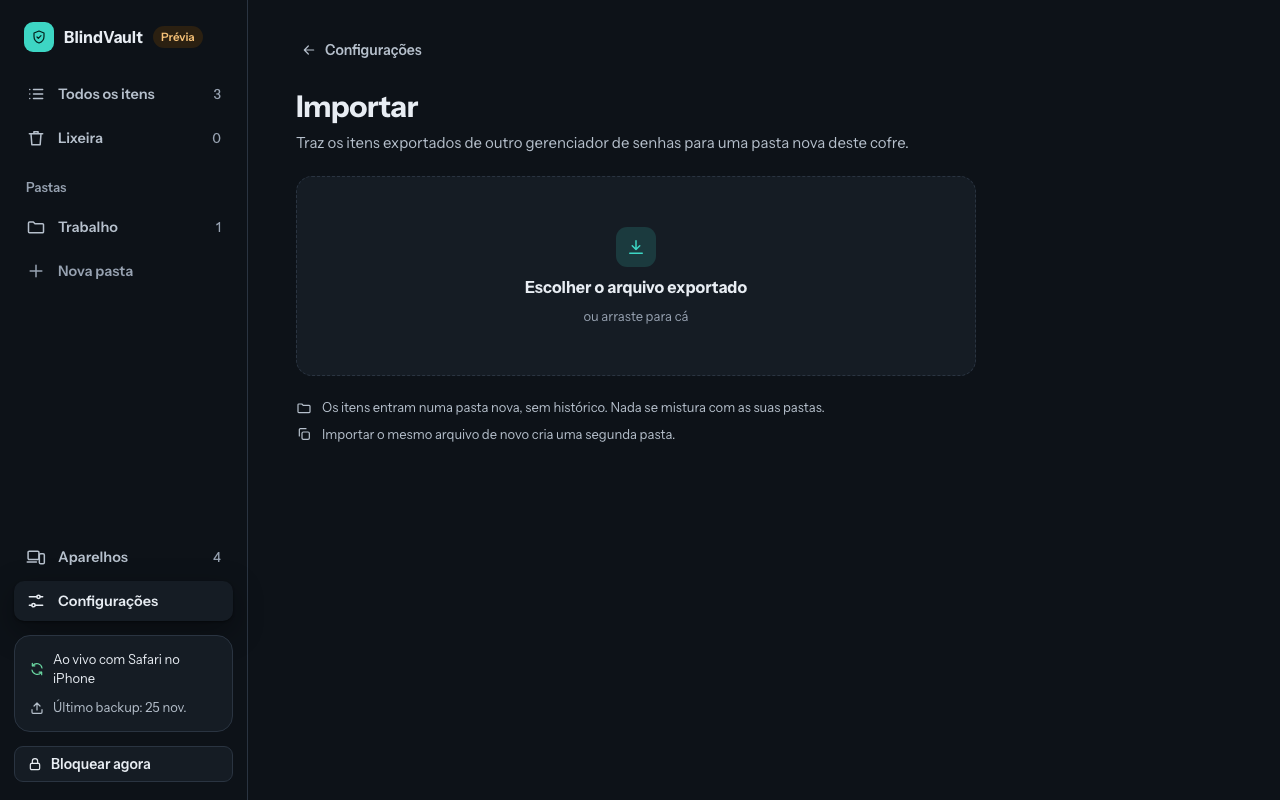 BlindVault
Prévia
Todos os itens 3
Lixeira 0
Pastas
Trabalho 1
Nova pasta
Aparelhos 4
Configurações
Ao vivo com Safari no
iPhone
Último backup: 25 nov.
Bloquear agora
Configurações
Importar
Traz os itens exportados de outro gerenciador de senhas para uma pasta nova deste cofre.
Escolher o arquivo exportado
ou arraste para cá
Os itens entram numa pasta nova, sem histórico. Nada se mistura com as suas pastas.
Importar o mesmo arquivo de novo cria uma segunda pasta.